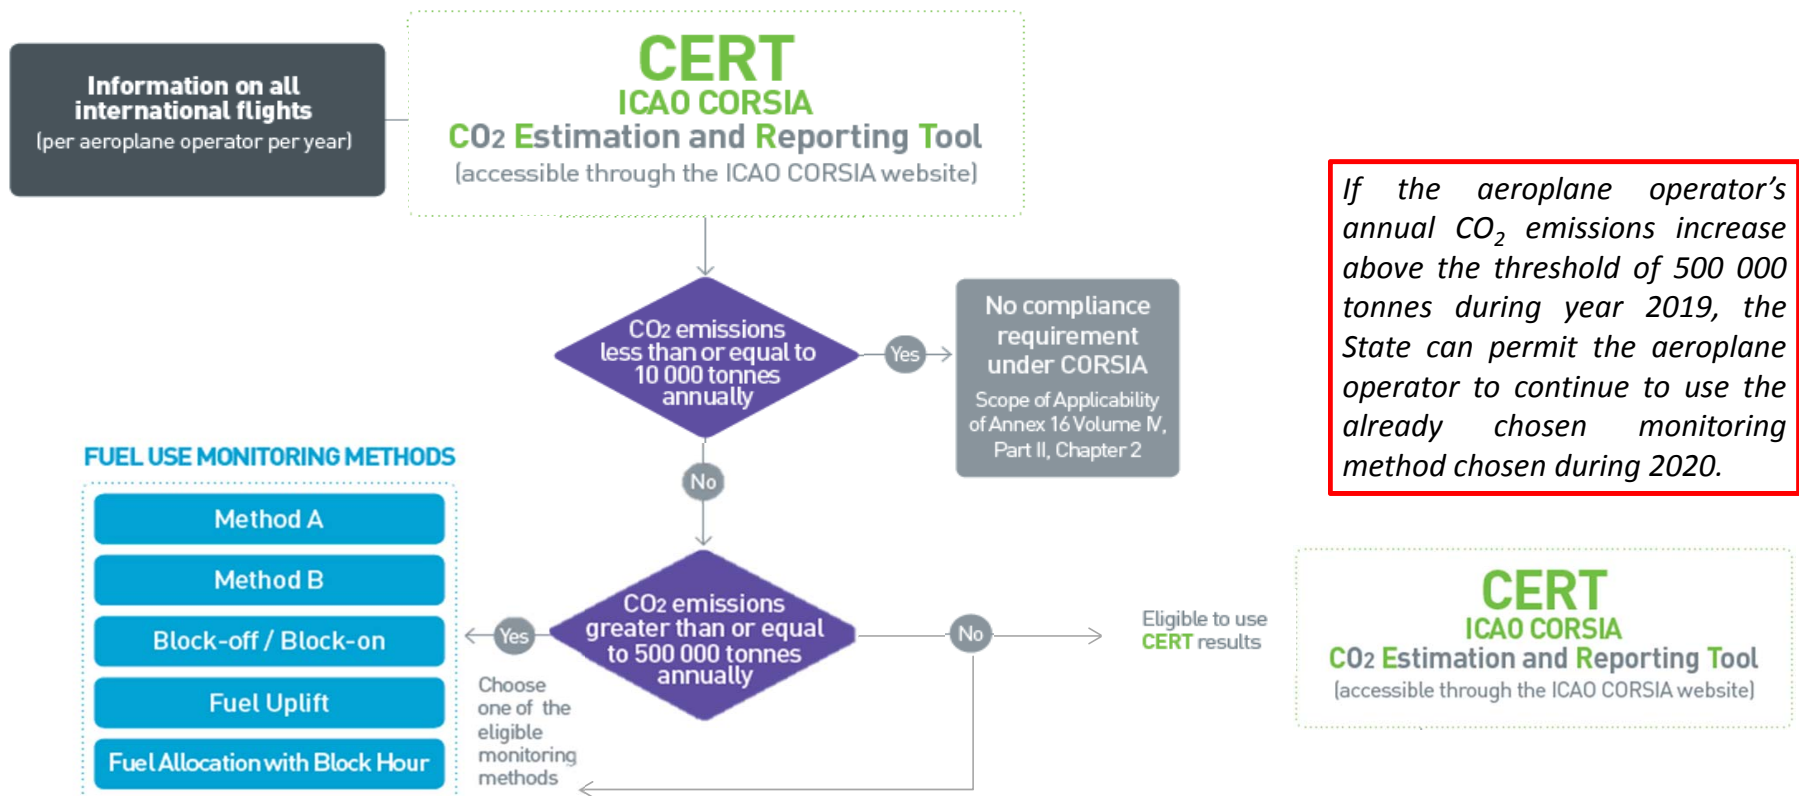 Information on all
international flights
(per aeroplane operator per year)
CERT
ICAO CORSIA
CO2 Estimation and Reporting Tool
(accessible through the ICAO CORSIA website)
If the aeroplane operator’s
annual CO2 emissions increase
above the threshold of 500 000
tonnes during year 2019, the
State can permit the aeroplane
operator to continue to use the
already chosen monitoring
method chosen during 2020.
CO2 emissions
less than or equal to
10 000 tonnes
annually
Yes
No compliance
requirement
under CORSIA
Scope of Applicability
of Annex 16 Volume IV,
Part II, Chapter 2
No
FUEL USE MONITORING METHODS
Method A
Method B
Block-off / Block-on
Fuel Uplift
Fuel Allocation with Block Hour
Yes
CO2 emissions
greater than or equal
to 500 000 tonnes
annually
No
Choose
one of the
eligible
monitoring
methods
Eligible to use
CERT results
CERT
ICAO CORSIA
CO2 Estimation and Reporting Tool
(accessible through the ICAO CORSIA website)